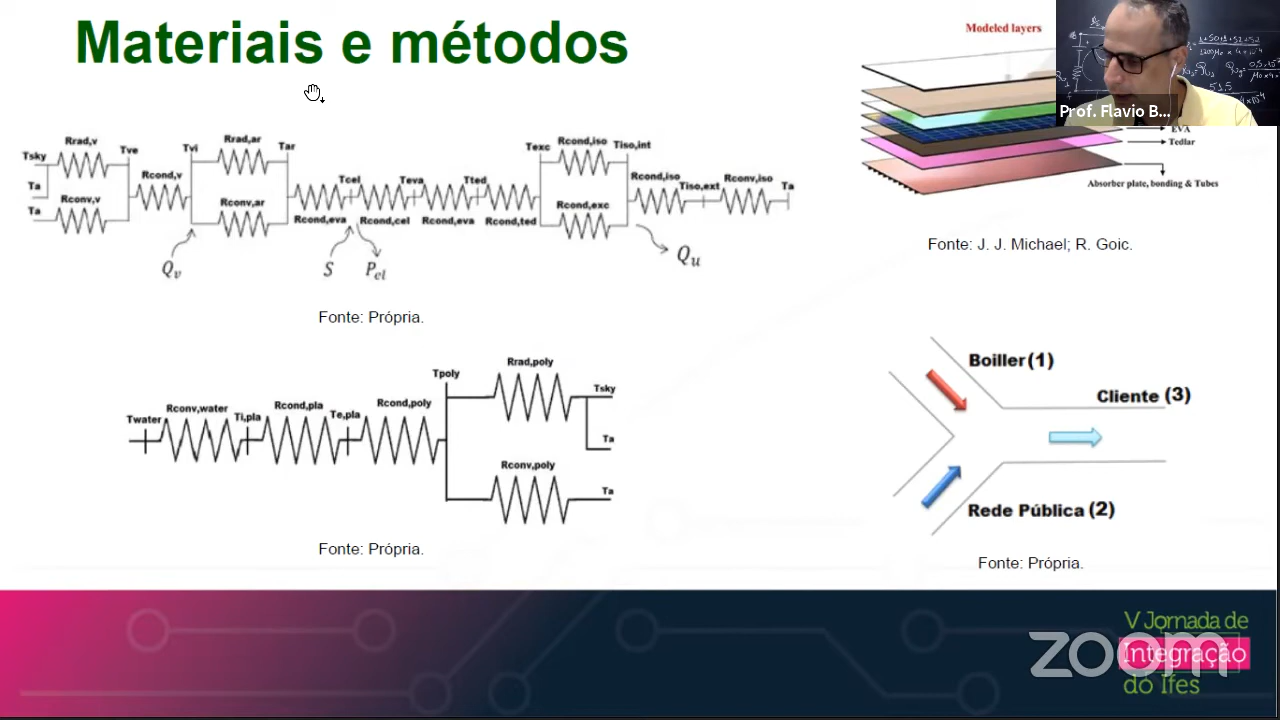 Materiais e métodos
Modeled layers
Prof. Flavio B...
EVA
Tedlar
Absorber plate, bonding & Tubes
Fonte: J. J. Michael; R. Goic.
Tsky
Rrad,v
Tve
Tvi
Rrad,ar
Tar
Texc
Rcond,iso
Tiso,int
Ta
Rcond,v
Tcel
Teva
Tted
Rcond,iso
Tiso,ext
Rconv,iso
Ta
Ta
Rconv,v
Rconv,ar
Rcond,eva
Rcond,cel
Rcond,eva
Rcond,ted
Rcond,exc
Qv
S
Pel
Qu
Fonte: Própria.
Rrad,poly
Tpoly
Tsky
Twater
Rconv,water
Ti,pla
Rcond,pla
Te,pla
Rcond,poly
Ta
Rconv,poly
Ta
Fonte: Própria.
Boiller (1)
Cliente (3)
Rede Pública (2)
Fonte: Própria.
V Jornada de
Integração
do Ifes
zoom